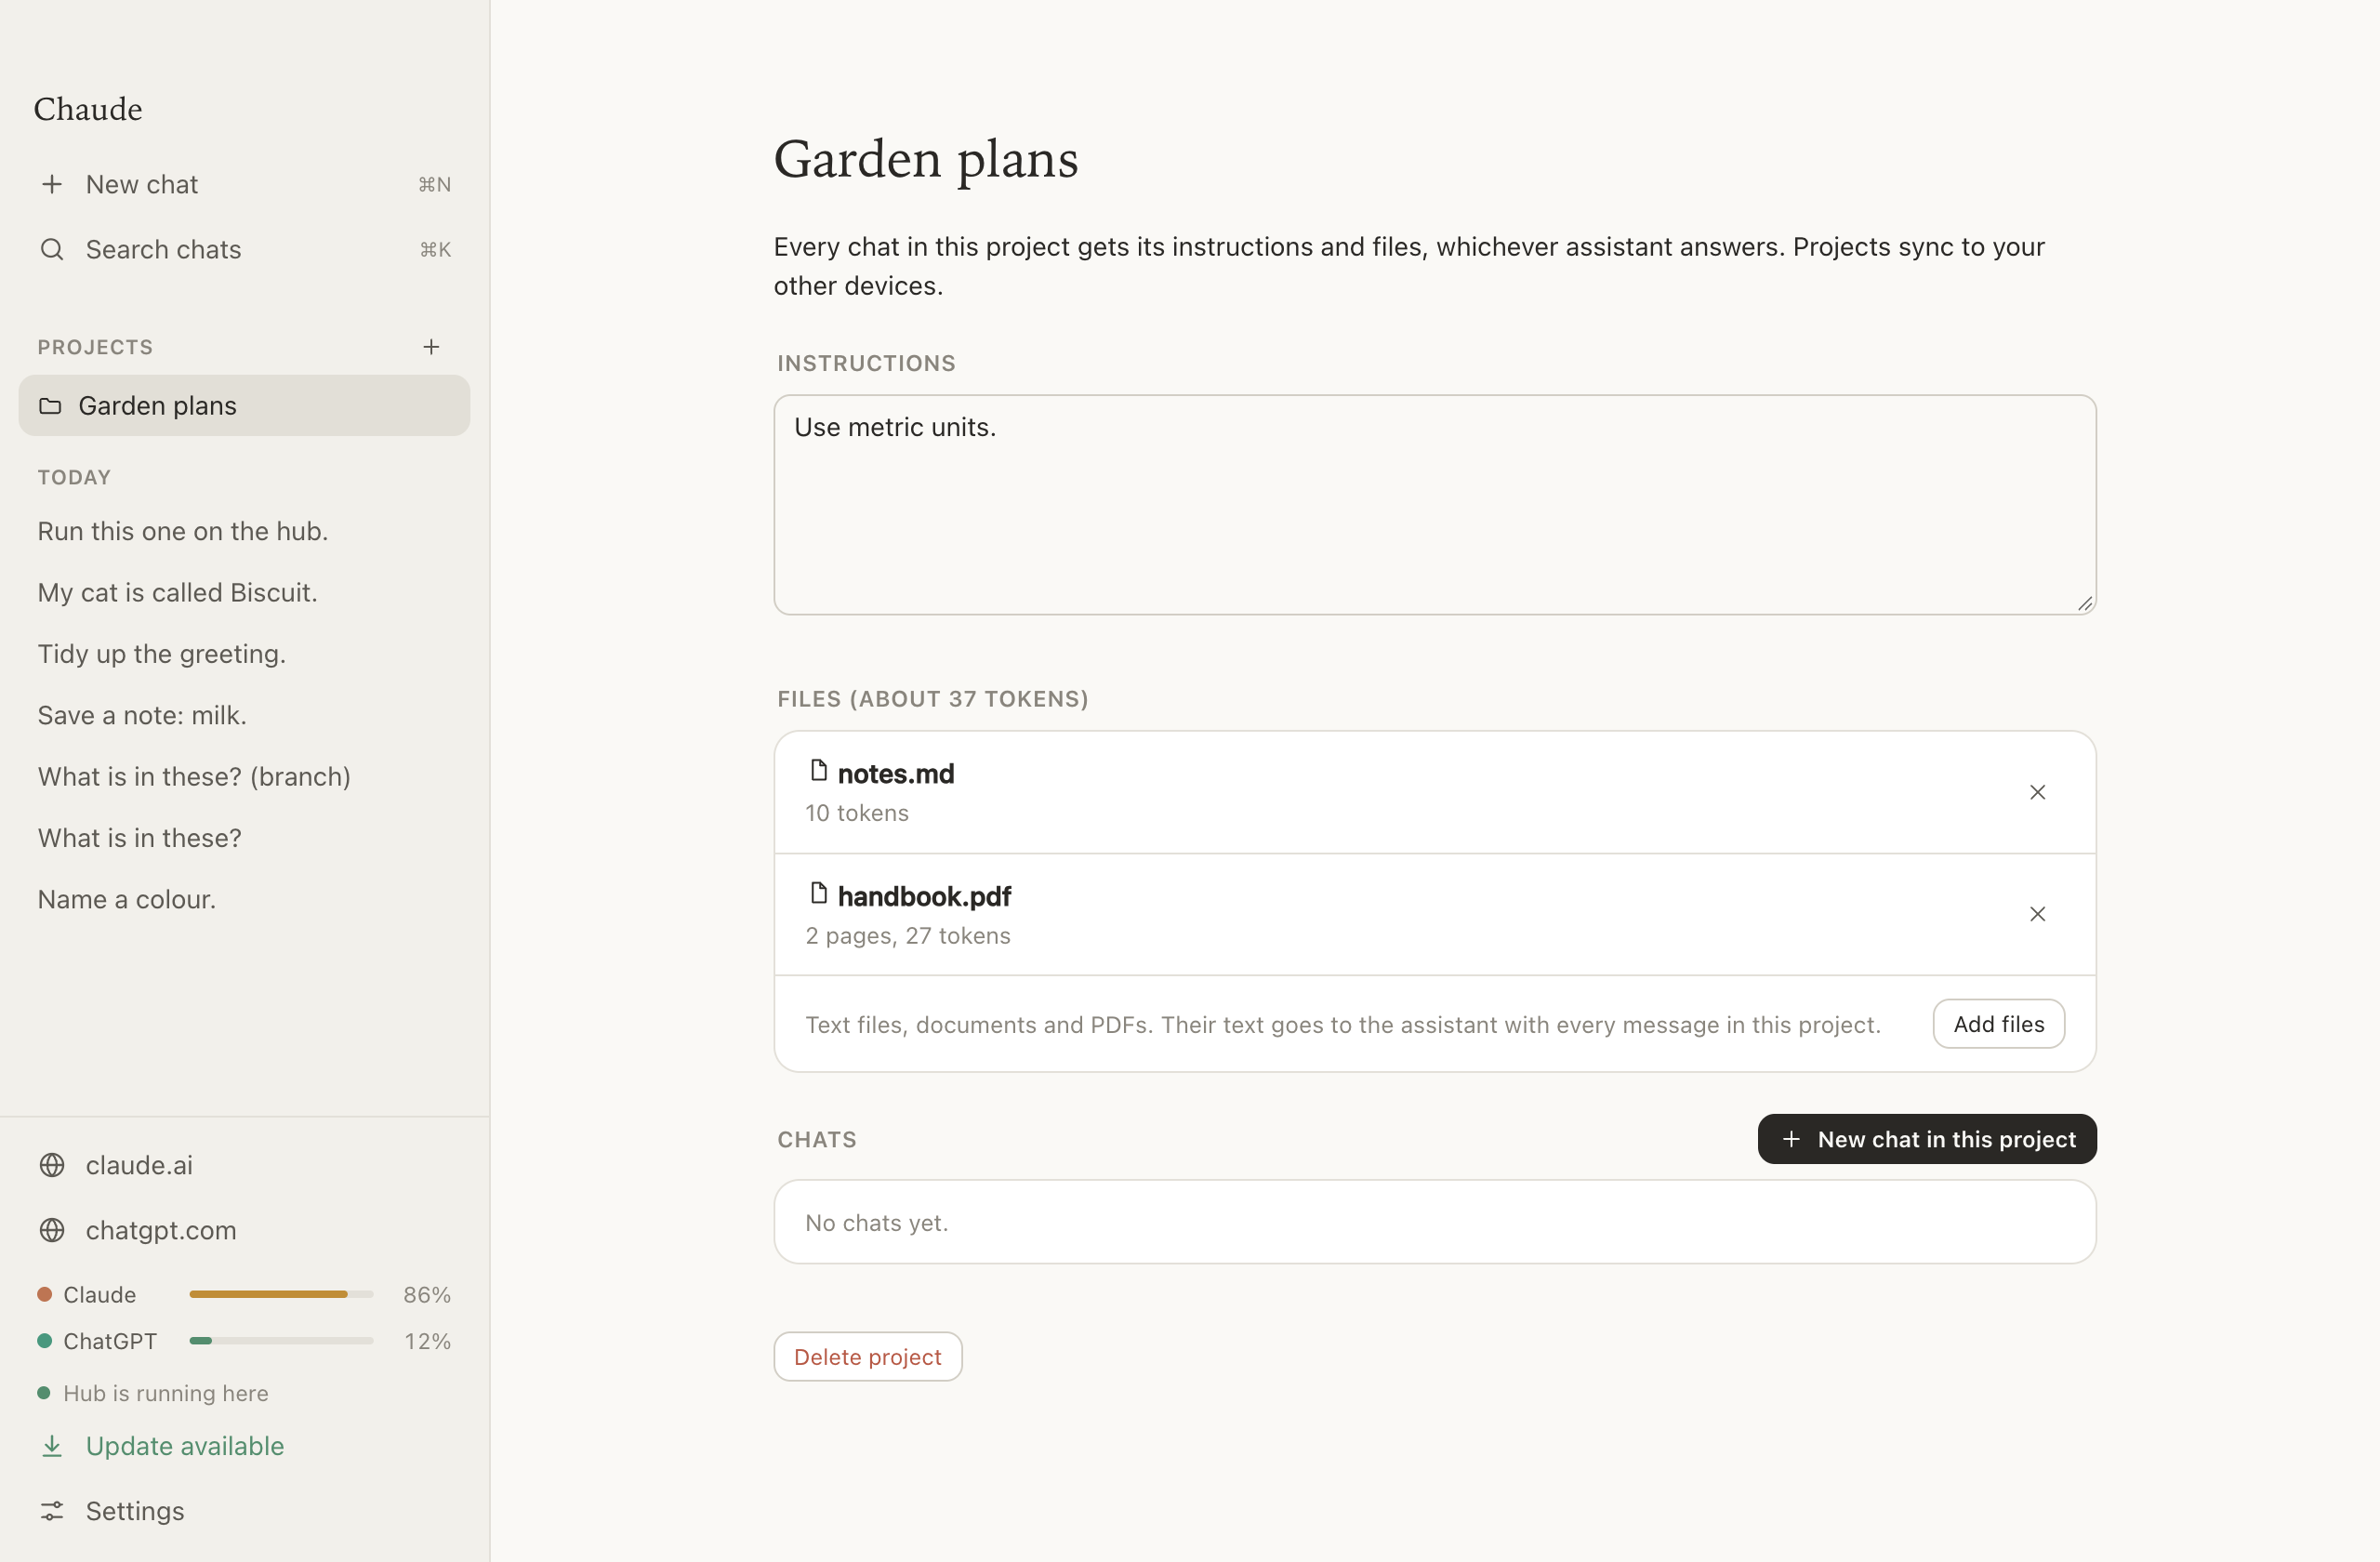 Chaude
New chat ⌘N
Search chats ⌘K
PROJECTS
Garden plans
TODAY
Run this one on the hub.
My cat is called Biscuit.
Tidy up the greeting.
Save a note: milk.
What is in these? (branch)
What is in these?
Name a colour.
claude.ai
chatgpt.com
Claude 86%
ChatGPT 12%
Hub is running here
Update available
Settings
Garden plans
Every chat in this project gets its instructions and files, whichever assistant answers. Projects sync to your
other devices.
INSTRUCTIONS
Use metric units.
FILES (ABOUT 37 TOKENS)
notes.md
10 tokens
handbook.pdf
2 pages, 27 tokens
Text files, documents and PDFs. Their text goes to the assistant with every message in this project.
Add files
CHATS
New chat in this project
No chats yet.
Delete project